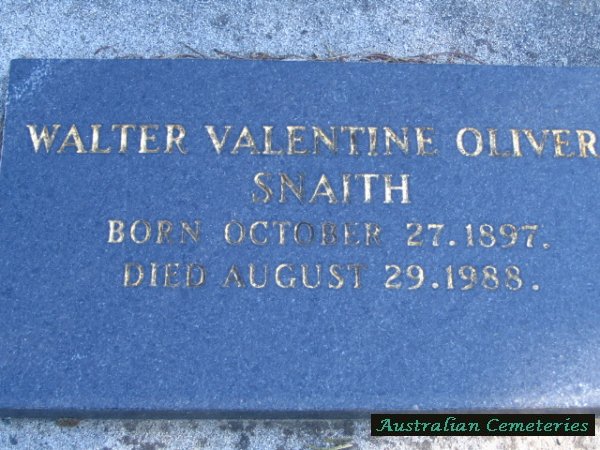 WALTER VALENTINE OLIVER
SNAITH
BORN OCTOBER 27.1897.
DIED AUGUST 29.1988.
Australian Cemeteries